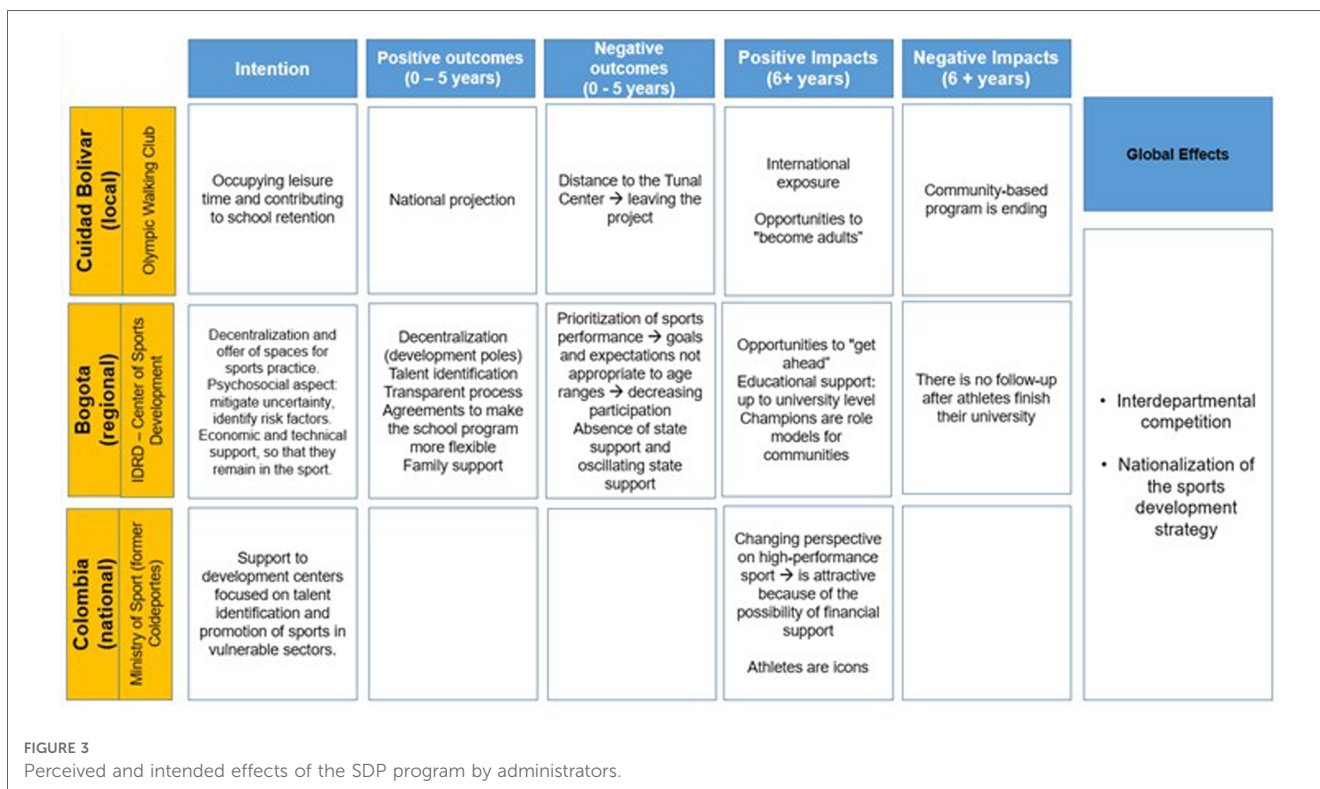 Intention
Positive outcomes
(0 – 5 years)
Negative
outcomes
(0 - 5 years)
Positive Impacts
(6+ years)
Negative Impacts
(6 + years)
Global Effects
Cuidad Bolivar
(local)
Olympic Walking Club
Occupying leisure
time and contributing
to school retention
National projection
Distance to the Tunal
Center → leaving the
project
International
exposure
Opportunities to
"become adults"
Community-based
program is ending
Bogota
(regional)
IDRD – Center of Sports
Development
Decentralization and
offer of spaces for
sports practice.
Psychosocial aspect:
mitigate uncertainty,
identify risk factors.
Economic and technical
support, so that they
remain in the sport.
Decentralization
(development poles)
Talent identification
Transparent process
Agreements to make
the school program
more flexible
Family support
Prioritization of sports
performance → goals
and expectations not
appropriate to age
ranges → decreasing
participation
Absence of state
support and
oscillating state
support
Opportunities to "get
ahead"
Educational support:
up to university level
Champions are role
models for
communities
There is no follow-up
after athletes finish
their university
• Interdepartmental
competition
• Nationalization of
the sports
development
strategy
Colombia
(national)
Ministry of Sport (former
Coldeportes)
Support to
development centers
focused on talent
identification and
promotion of sports in
vulnerable sectors.
Changing perspective
on high-performance
sport → is attractive
because of the
possibility of financial
support
Athletes are icons
FIGURE 3
Perceived and intended effects of the SDP program by administrators.